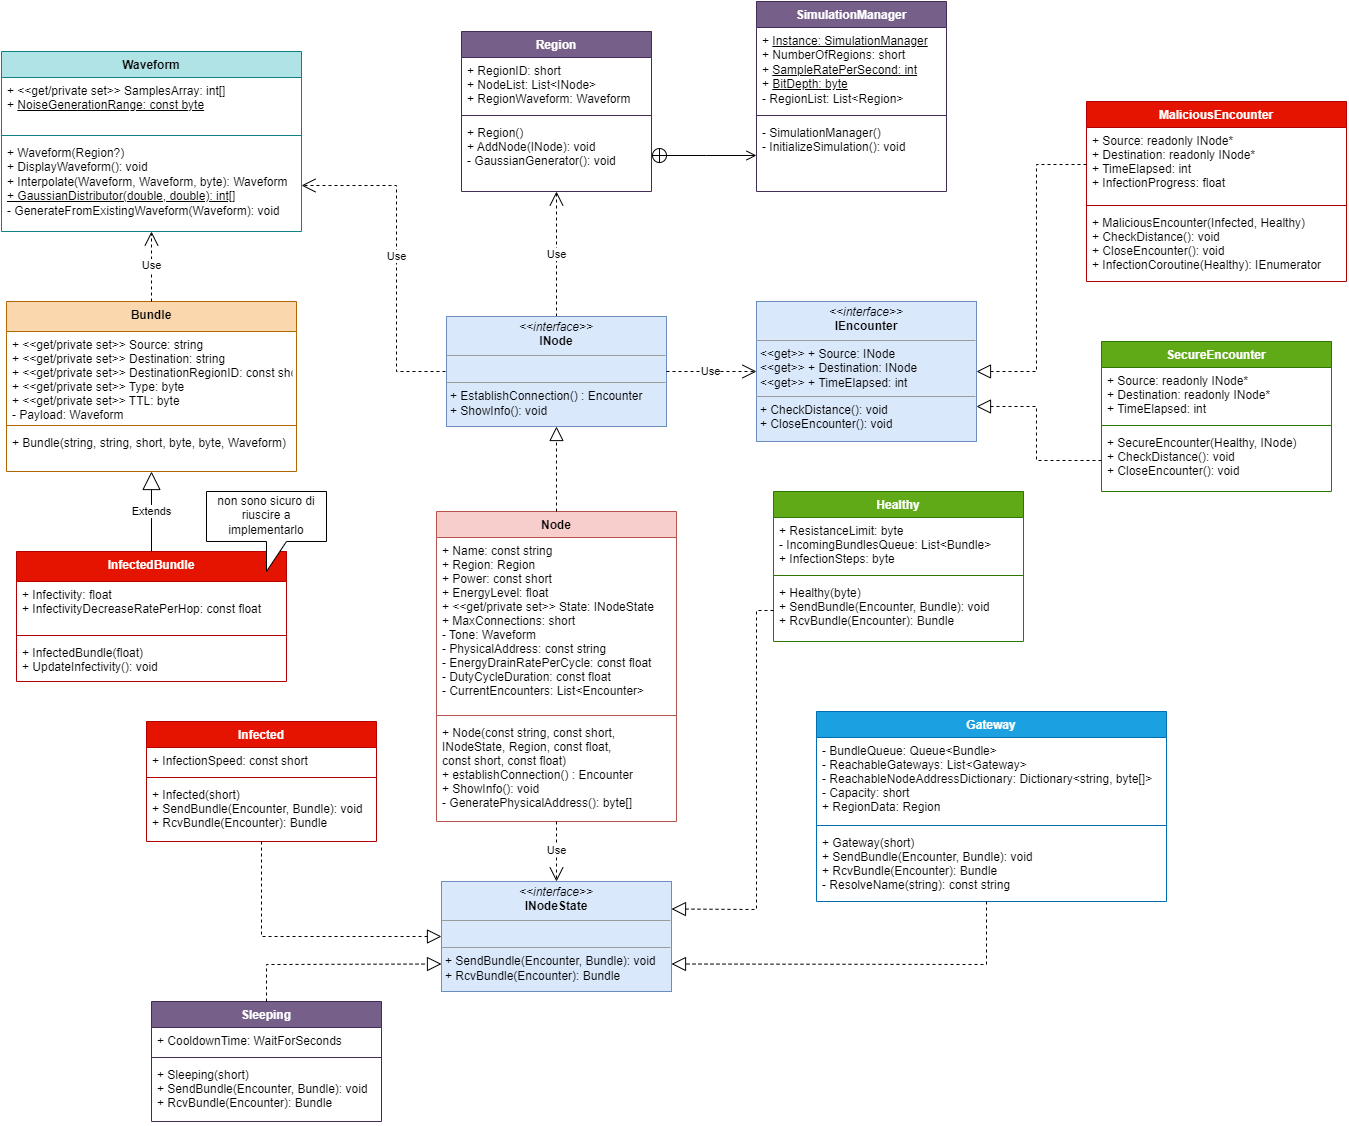 SimulationManager
+ Instance: SimulationManager
+ NumberOfRegions: short
+ SampleRatePerSecond: int
+ BitDepth: byte
- RegionList: List<Region>
- SimulationManager()
- InitializeSimulation(): void
Region
+ RegionID: short
+ NodeList: List<INode>
+ RegionWaveform: Waveform
+ Region()
+ AddNode(INode): void
- GaussianGenerator(): void
Waveform
+ <<get/private set>> SamplesArray: int[]
+ NoiseGenerationRange: const byte
+ Waveform(Region?)
+ DisplayWaveform(): void
+ Interpolate(Waveform, Waveform, byte): Waveform
+ GaussianDistributor(double, double): int[]
- GenerateFromExistingWaveform(Waveform): void
MaliciousEncounter
+ Source: readonly INode*
+ Destination: readonly INode*
+ TimeElapsed: int
+ InfectionProgress: float
+ MaliciousEncounter(Infected, Healthy)
+ CheckDistance(): void
+ CloseEncounter(): void
+ InfectionCoroutine(Healthy): IEnumerator
Use
Use
Use
Bundle
+ <<get/private set>> Source: string
+ <<get/private set>> Destination: string
+ <<get/private set>> DestinationRegionID: const sho
+ <<get/private set>> Type: byte
+ <<get/private set>> TTL: byte
- Payload: Waveform
+ Bundle(string, string, short, byte, byte, Waveform)
<<interface>>
INode
+ EstablishConnection() : Encounter
+ ShowInfo(): void
Use
<<interface>>
IEncounter
<<get>> + Source: INode
<<get>> + Destination: INode
<<get>> + TimeElapsed: int
+ CheckDistance(): void
+ CloseEncounter(): void
SecureEncounter
+ Source: readonly INode*
+ Destination: readonly INode*
+ TimeElapsed: int
+ SecureEncounter(Healthy, INode)
+ CheckDistance(): void
+ CloseEncounter(): void
Extends
non sono sicuro di
riuscire a
implementarlo
InfectedBundle
+ Infectivity: float
+ InfectivityDecreaseRatePerHop: const float
+ InfectedBundle(float)
+ UpdateInfectivity(): void
Node
+ Name: const string
+ Region: Region
+ Power: const short
+ EnergyLevel: float
+ <<get/private set>> State: INodeState
+ MaxConnections: short
- Tone: Waveform
- PhysicalAddress: const string
- EnergyDrainRatePerCycle: const float
- DutyCycleDuration: const float
- CurrentEncounters: List<Encounter>
+ Node(const string, const short,
INodeState, Region, const float,
const short, const float)
+ establishConnection() : Encounter
+ ShowInfo(): void
- GeneratePhysicalAddress(): byte[]
Healthy
+ ResistanceLimit: byte
- IncomingBundlesQueue: List<Bundle>
+ InfectionSteps: byte
+ Healthy(byte)
+ SendBundle(Encounter, Bundle): void
+ RcvBundle(Encounter): Bundle
Infected
+ InfectionSpeed: const short
+ Infected(short)
+ SendBundle(Encounter, Bundle): void
+ RcvBundle(Encounter): Bundle
Gateway
- BundleQueue: Queue<Bundle>
- ReachableGateways: List<Gateway>
- ReachableNodeAddressDictionary: Dictionary<string, byte[]>
- Capacity: short
+ RegionData: Region
+ Gateway(short)
+ SendBundle(Encounter, Bundle): void
+ RcvBundle(Encounter): Bundle
- ResolveName(string): const string
Use
<<interface>>
INodeState
+ SendBundle(Encounter, Bundle): void
+ RcvBundle(Encounter): Bundle
Sleeping
+ CooldownTime: WaitForSeconds
+ Sleeping(short)
+ SendBundle(Encounter, Bundle): void
+ RcvBundle(Encounter): Bundle